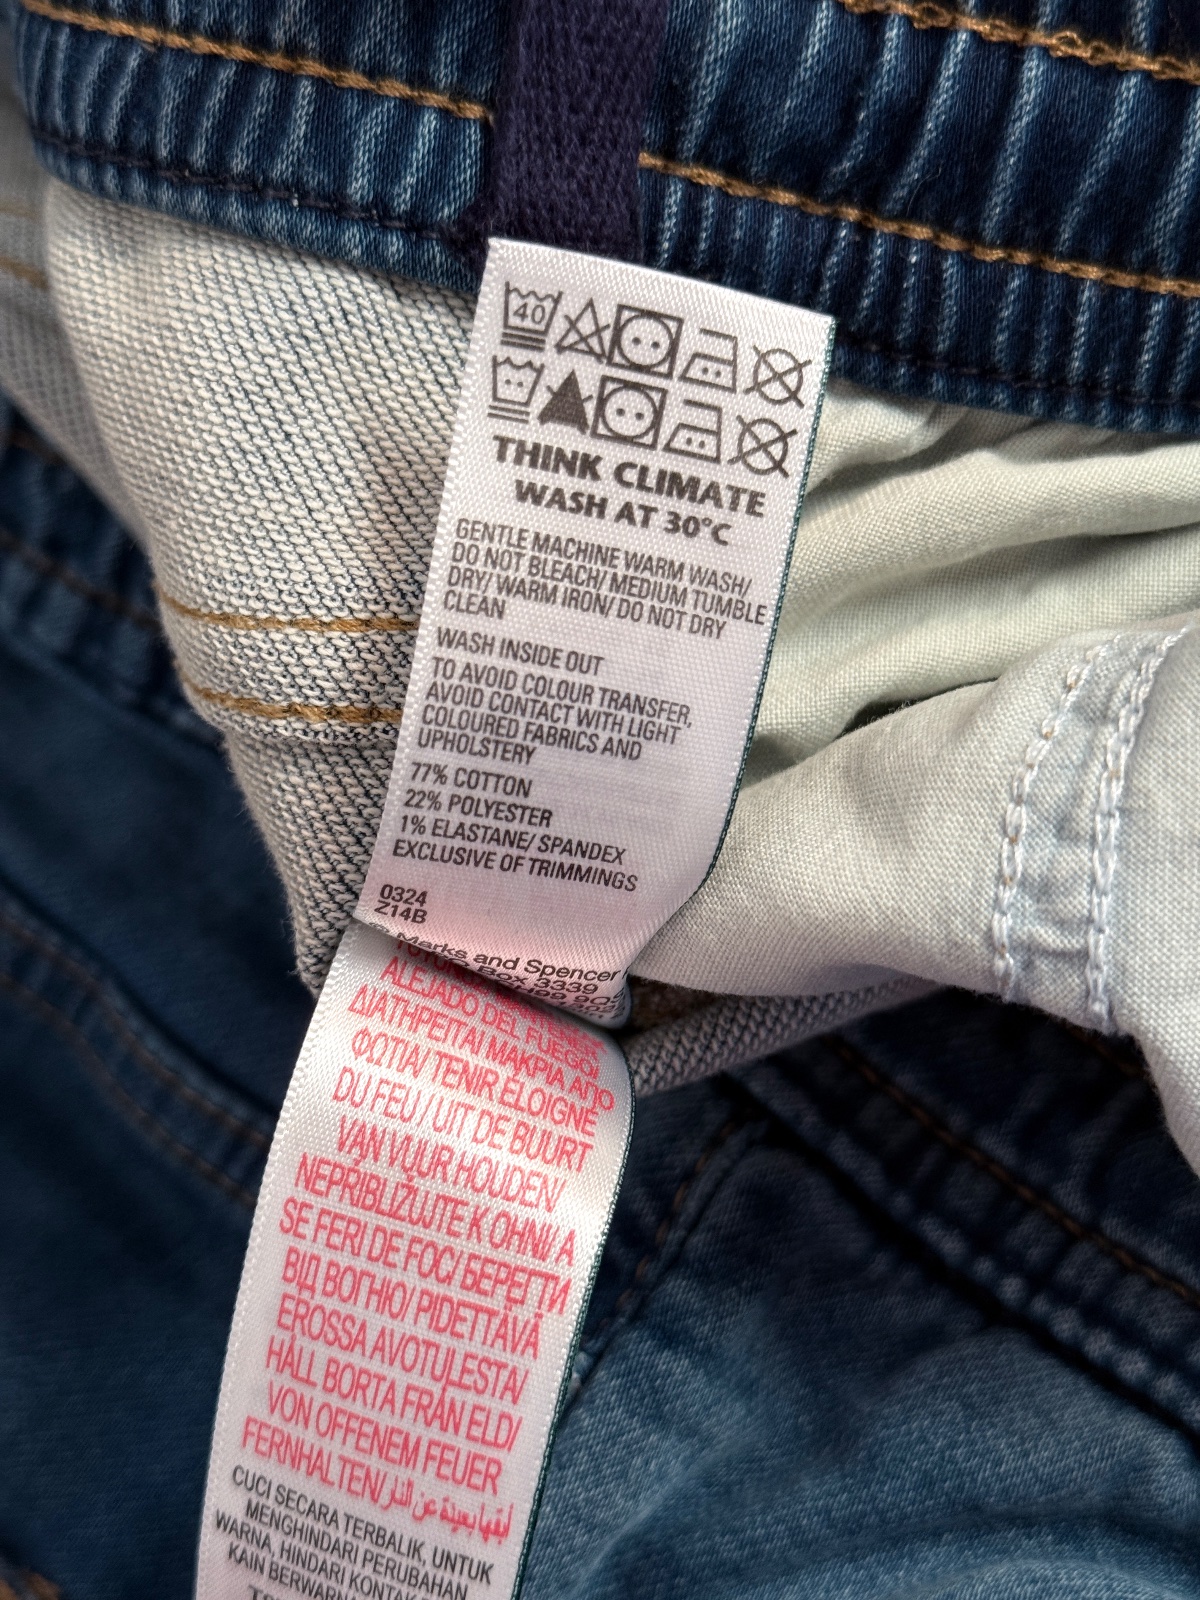 40
THINK CLIMATE
WASH AT 30°C
GENTLE MACHINE WARM WASH/
DO NOT BLEACH/ MEDIUM TUMBLE
DRY/ WARM IRON/ DO NOT DRY
CLEAN
WASH INSIDE OUT
TO AVOID COLOUR TRANSFER,
AVOID CONTACT WITH LIGHT
COLOURED FABRICS AND
UPHOLSTERY
77% COTTON
22% POLYESTER
1% ELASTANE/ SPANDEX
EXCLUSIVE OF TRIMMINGS
0324
Z14B
© Marks and Spencer
PO Box 3339
ALEJADO DEL FUEGO/
ΔΙΑΤΗΡΕΙΤΑΙ ΜΑΚΡΙΑ ΑΠΟ
ΦΩΤΙΑ/ TENIR ÉLOIGNÉ
DU FEU/ UIT DE BUURT
VAN VUUR HOUDEN/
NEPŘIBLIŽUJTE K OHNI/ A
SE FERI DE FOC/ БЕРЕГТИ
ВІД ВОГНЮ/ PIDETTÄVÄ
EROSSA AVOTULESTA/
HÅLL BORTA FRÅN ELD/
VON OFFENEM FEUER
FERNHALTEN/ أبقها بعيدة عن النار
CUCI SECARA TERBALIK, UNTUK
MENGHINDARI PERUBAHAN
WARNA, HINDARI KONTAK
KAIN BERWARNA